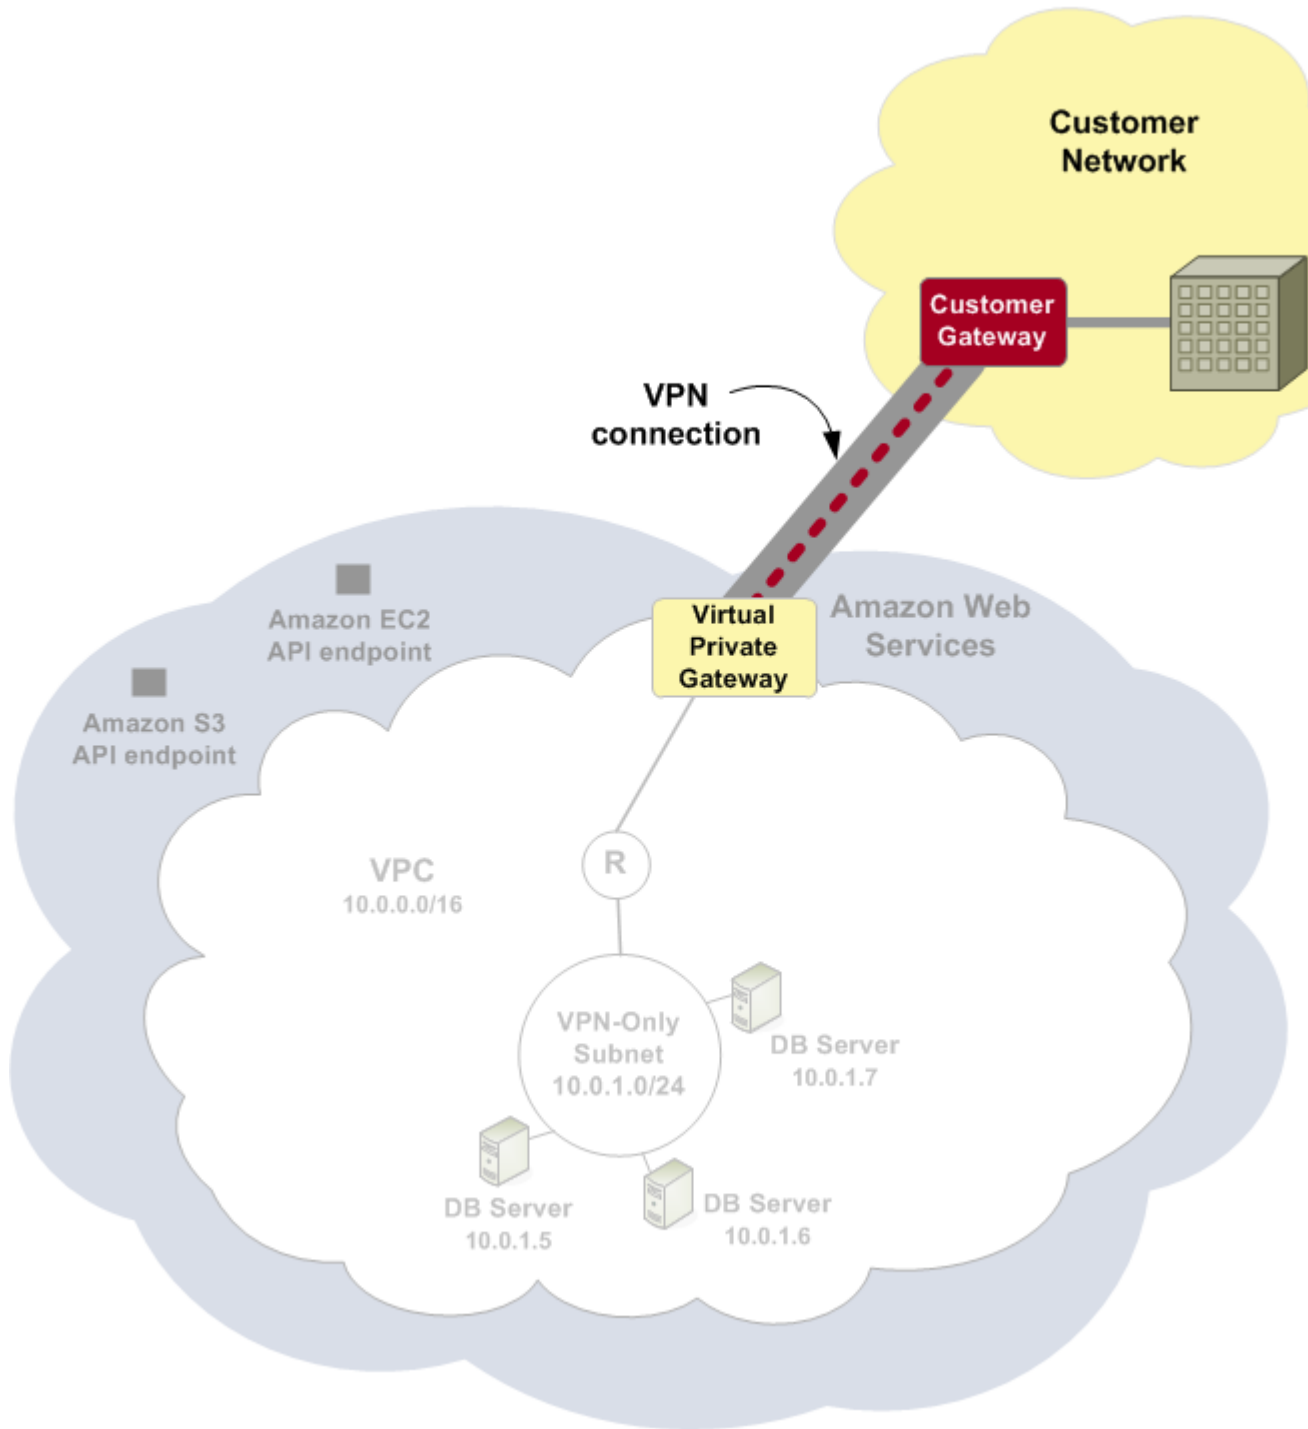 Customer
Network
Customer
Gateway
VPN
connection
Virtual
Private
Gateway
Amazon Web
Services
Amazon EC2
API endpoint
Amazon S3
API endpoint
R
VPC
10.0.0.0/16
VPN-Only
Subnet
10.0.1.0/24
DB Server
10.0.1.7
DB Server
10.0.1.5
DB Server
10.0.1.6